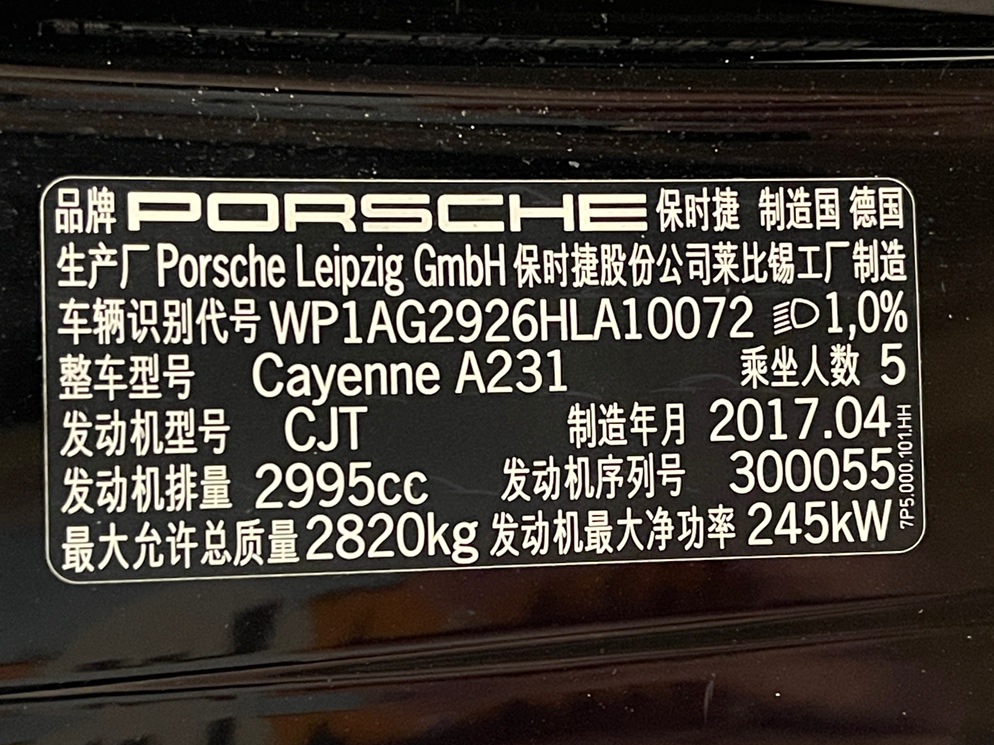 品牌 PORSCHE 保时捷 制造国 德国
生产厂 Porsche Leipzig GmbH 保时捷股份公司莱比锡工厂制造
车辆识别代号 WP1AG2926HLA10072 1,0%
整车型号 Cayenne A231 乘坐人数 5
发动机型号 CJT 制造年月 2017.04
发动机排量 2995cc 发动机序列号 300055
最大允许总质量 2820kg 发动机最大净功率 245kW
7P5.000.101.HH